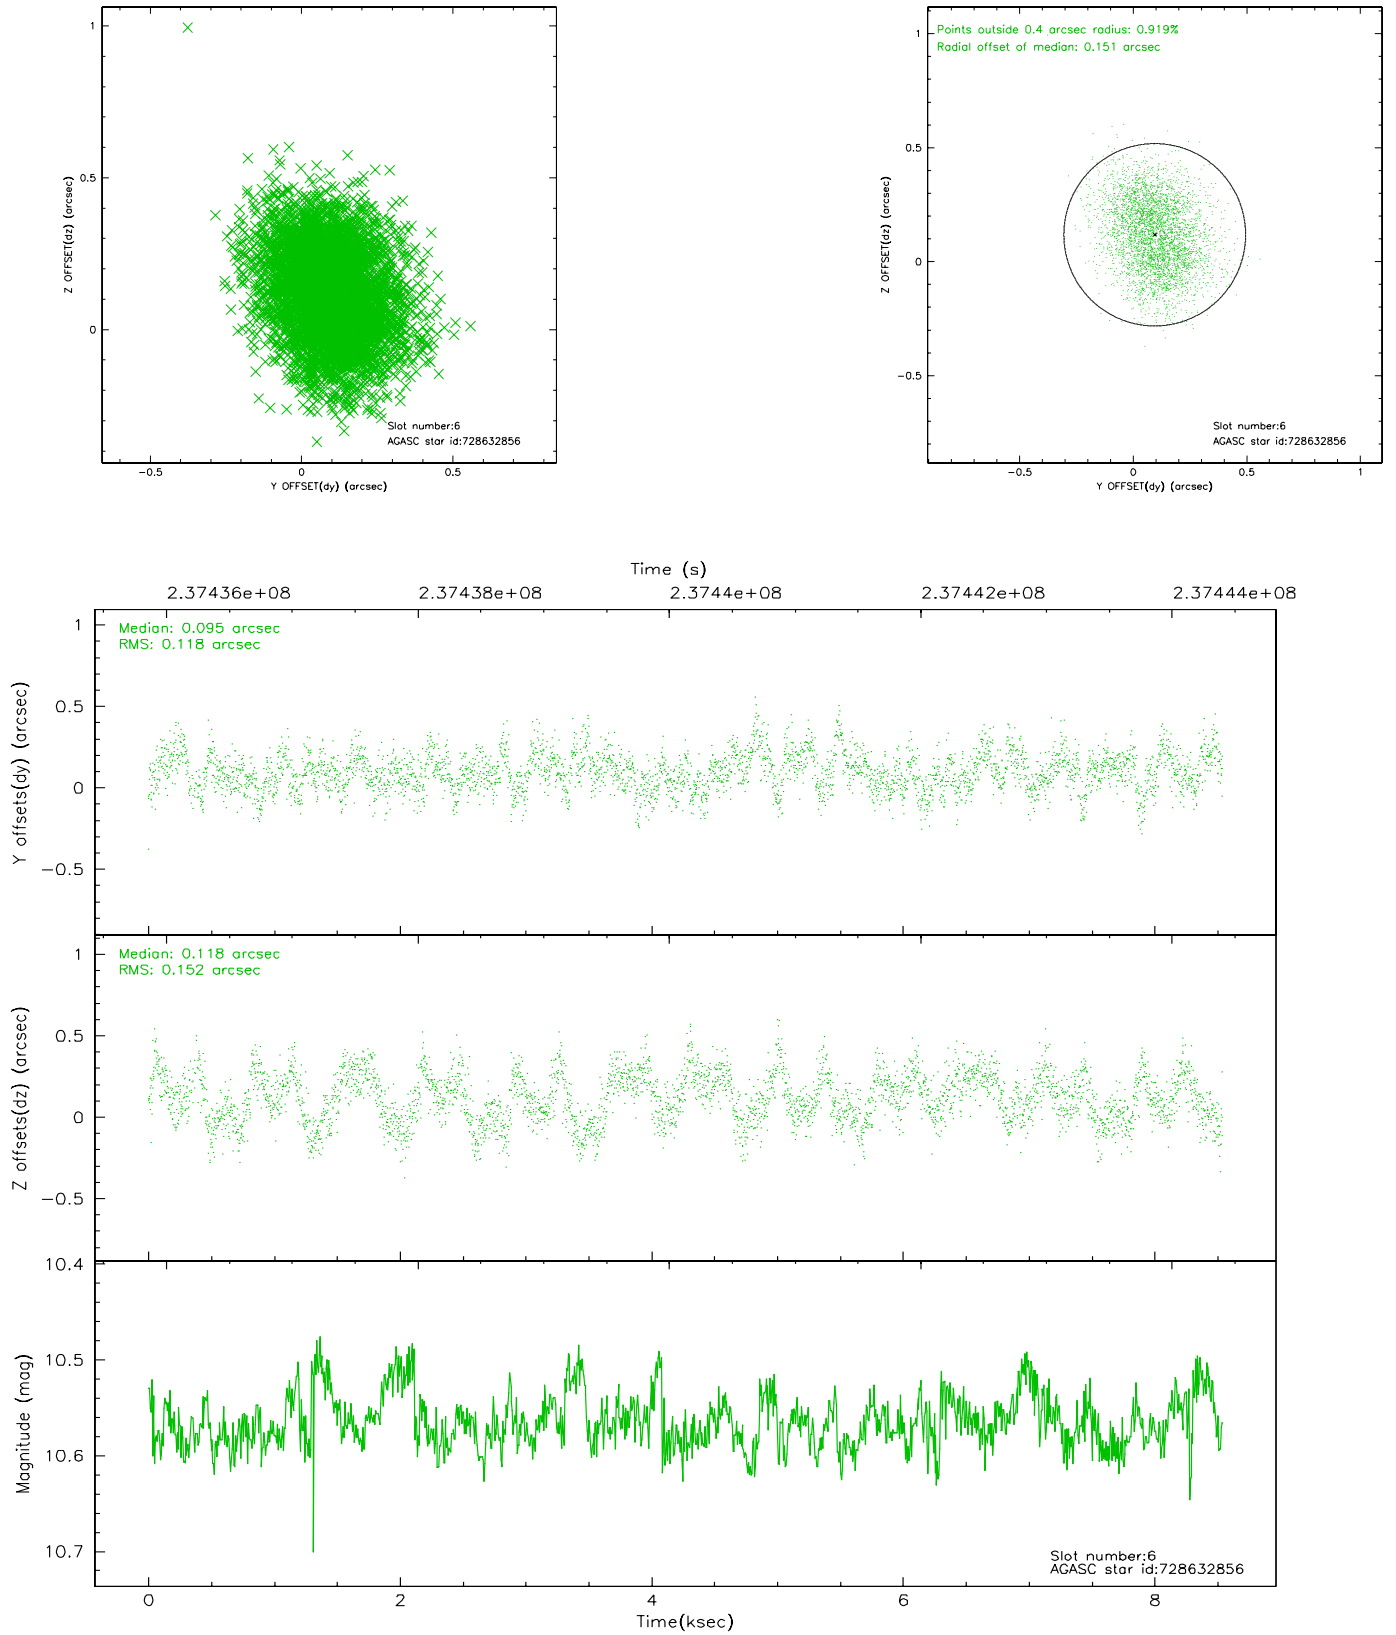 1
0.5
0
Z OFFSET(dz) (arcsec)
-0.5
0
0.5
Y OFFSET(dy) (arcsec)
Slot number:6
AGASC star id:728632856
Points outside 0.4 arcsec radius: 0.919%
Radial offset of median: 0.151 arcsec
1
0.5
0
-0.5
Z OFFSET(dz) (arcsec)
-0.5
0
0.5
1
Y OFFSET(dy) (arcsec)
Slot number:6
AGASC star id:728632856
Time (s)
2.37436e+08
2.37438e+08
2.3744e+08
2.37442e+08
2.37444e+08
Median: 0.095 arcsec
RMS: 0.118 arcsec
1
0.5
0
-0.5
Y offsets(dy) (arcsec)
Median: 0.118 arcsec
RMS: 0.152 arcsec
1
0.5
0
-0.5
Z offsets(dz) (arcsec)
10.4
10.5
10.6
10.7
Magnitude (mag)
Slot number:6
AGASC star id:728632856
0
2
4
6
8
Time(ksec)